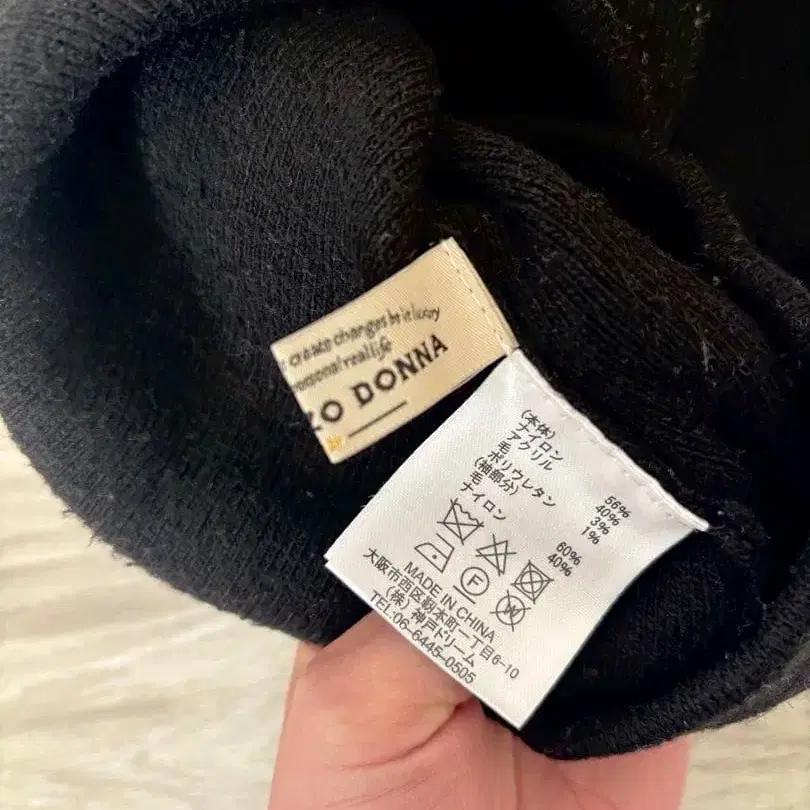 create changes be it luxury
personal real life
ZO DONNA
(本体)
ナイロン 56%
アクリル 40%
毛 3%
ポリウレタン 1%
(袖部分)
毛 60%
ナイロン 40%
F
W
MADE IN CHINA
大阪市西区靱本町一丁目6-10
(株)神戸ドリーム
TEL:06-6445-0505